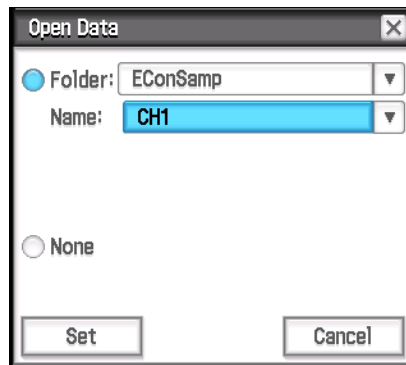 Open Data
Folder: EConSamp
Name: CH1
None
Set Cancel